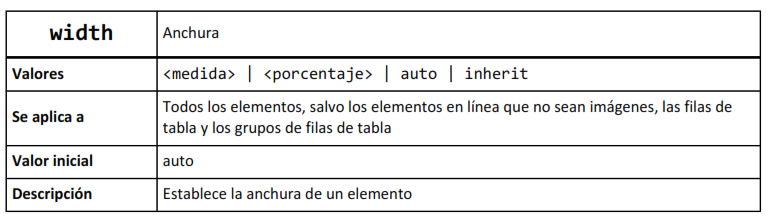 width Anchura
Valores <medida> | <porcentaje> | auto | inherit
Se aplica a Todos los elementos, salvo los elementos en línea que no sean imágenes, las filas de
tabla y los grupos de filas de tabla
Valor inicial auto
Descripción Establece la anchura de un elemento